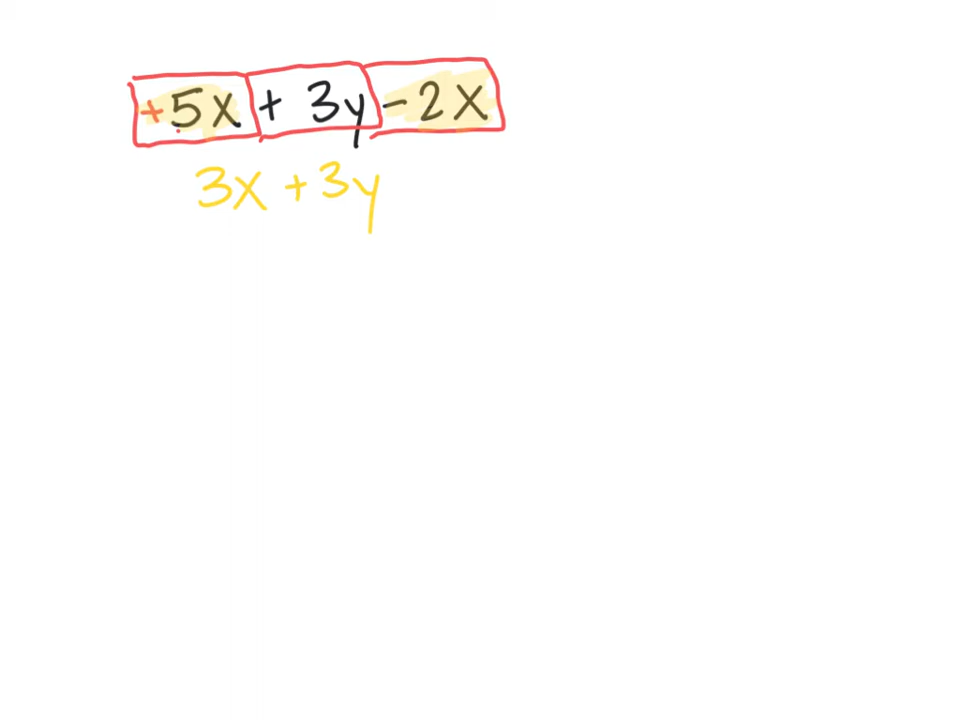 +5x + 3y - 2x
3x + 3y